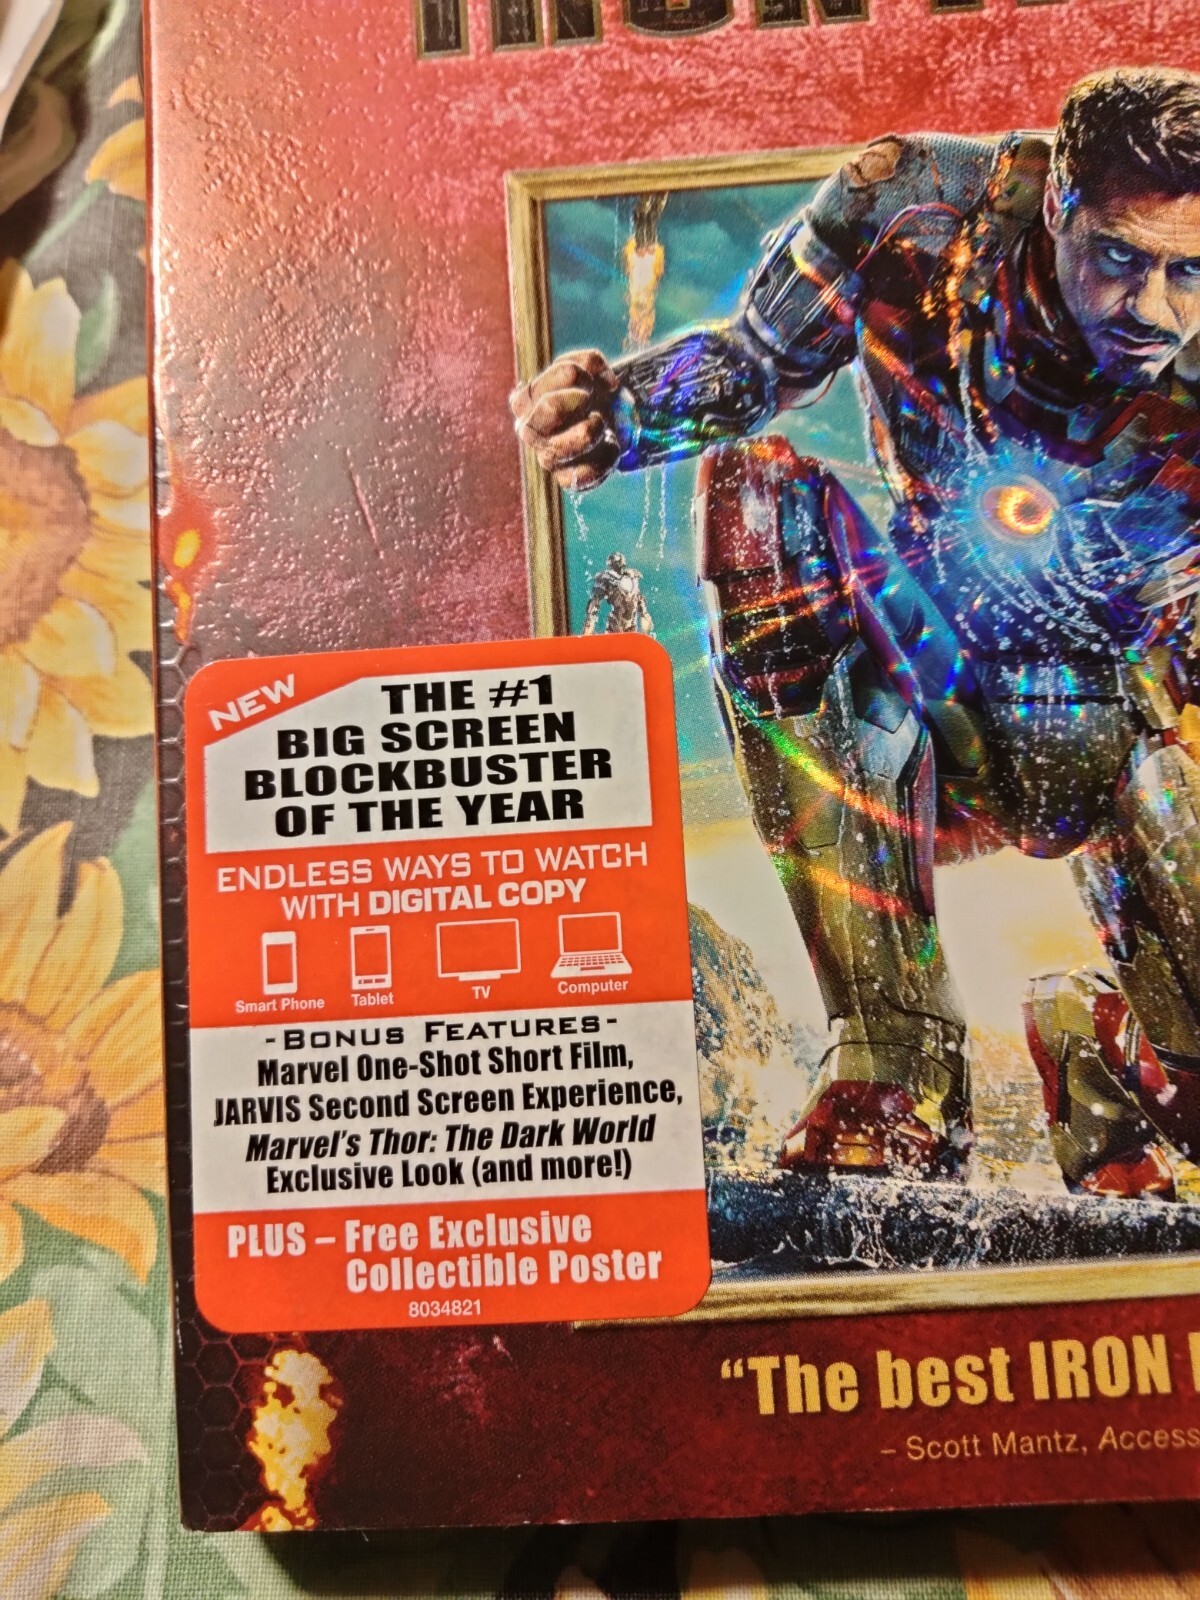 NEW
THE #1
BIG SCREEN
BLOCKBUSTER
OF THE YEAR
ENDLESS WAYS TO WATCH
WITH DIGITAL COPY
Smart Phone Tablet TV Computer
-BONUS FEATURES-
Marvel One-Shot Short Film,
JARVIS Second Screen Experience,
Marvel's Thor: The Dark World
Exclusive Look (and more!)
PLUS – Free Exclusive
Collectible Poster
8034821
“The best IRON
– Scott Mantz, Access